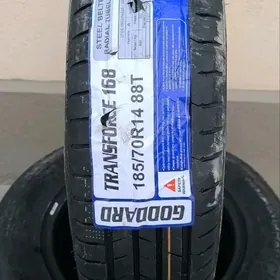 STEEL BELTED
RADIAL TUBELESS
TRANSFORCE 168
185/70R14 88T
GODDARD